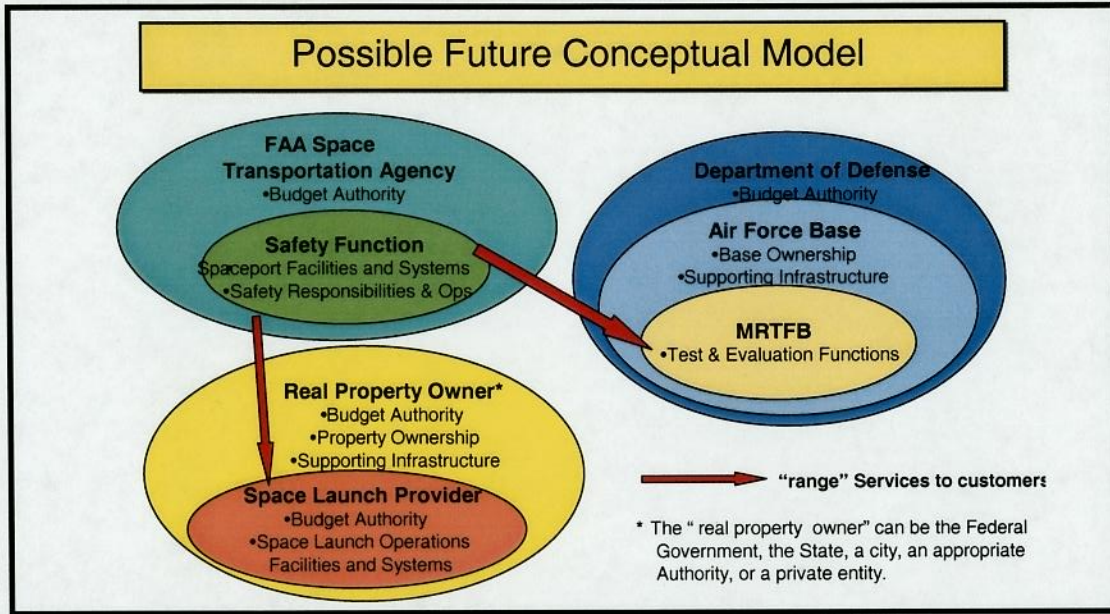 Possible Future Conceptual Model
FAA Space
Transportation Agency
•Budget Authority
Safety Function
•Spaceport Facilities and Systems
•Safety Responsibilities & Ops
Department of Defense
•Budget Authority
Air Force Base
•Base Ownership
•Supporting Infrastructure
MRTFB
•Test & Evaluation Functions
Real Property Owner*
•Budget Authority
•Property Ownership
•Supporting Infrastructure
Space Launch Provider
•Budget Authority
•Space Launch Operations
Facilities and Systems
“range” Services to customers
* The “ real property owner” can be the Federal
Government, the State, a city, an appropriate
Authority, or a private entity.